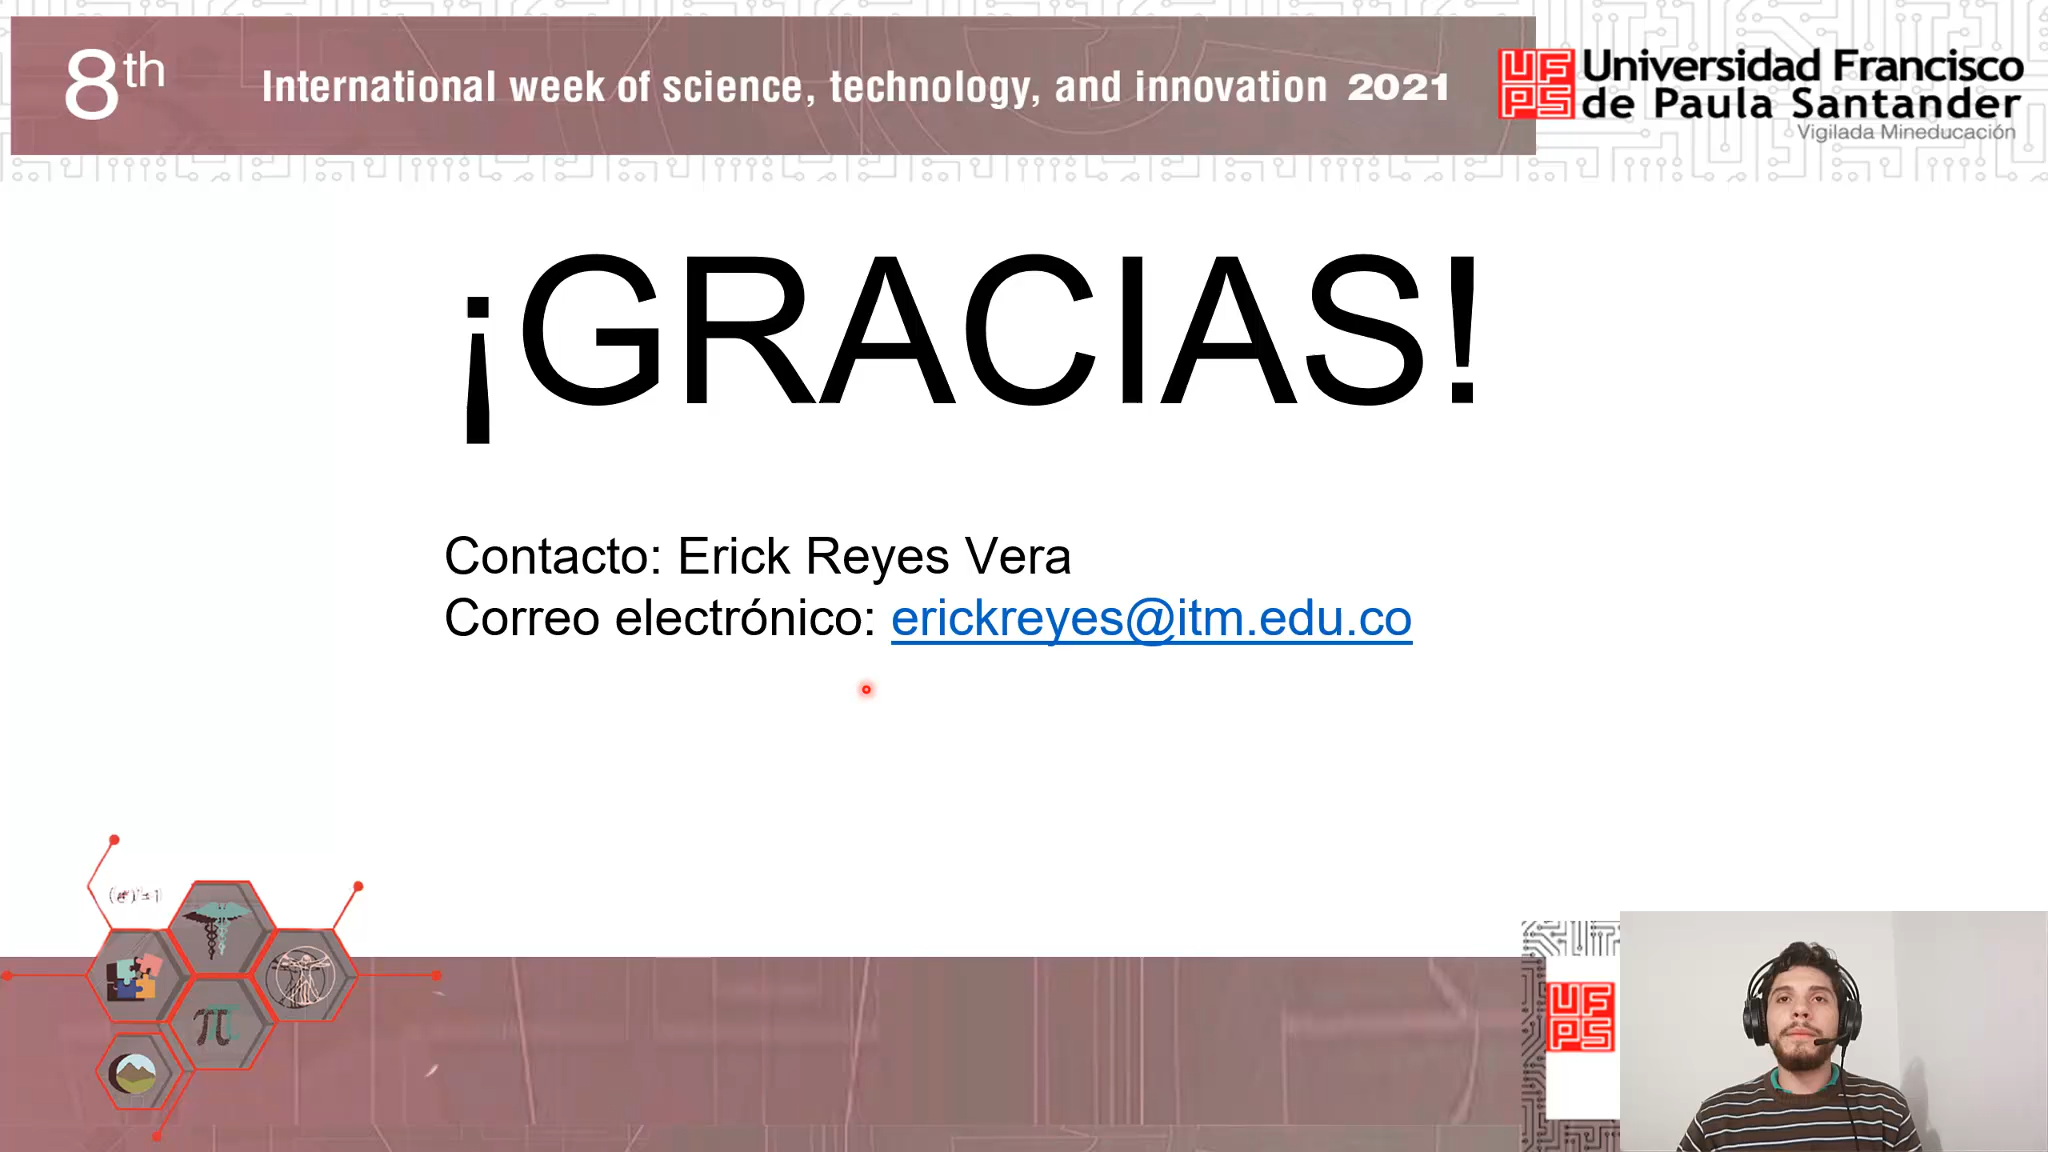 8th
International week of science, technology, and innovation 2021
UFPS
Universidad Francisco
de Paula Santander
Vigilada Mineducación
¡GRACIAS!
Contacto: Erick Reyes Vera
Correo electrónico: erickreyes@itm.edu.co
π
UFPS